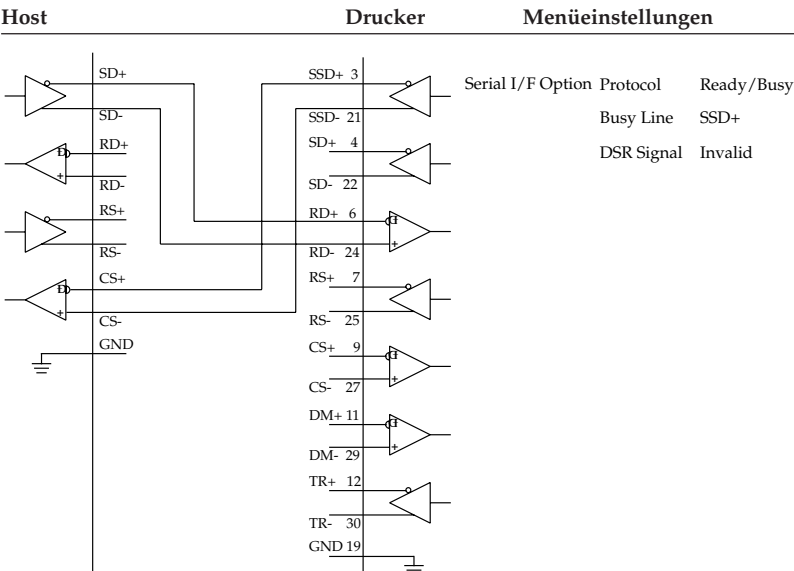 Host Drucker Menüeinstellungen
SD+ SSD+ 3 Serial I/F Option Protocol Ready/Busy
SD- SSD- 21 Busy Line SSD+
RD+ SD+ 4 DSR Signal Invalid
RD- SD- 22
RS+ RD+ 6
RS- RD- 24
CS+ RS+ 7
CS- RS- 25
GND CS+ 9
CS- 27
DM+ 11
DM- 29
TR+ 12
TR- 30
GND 19